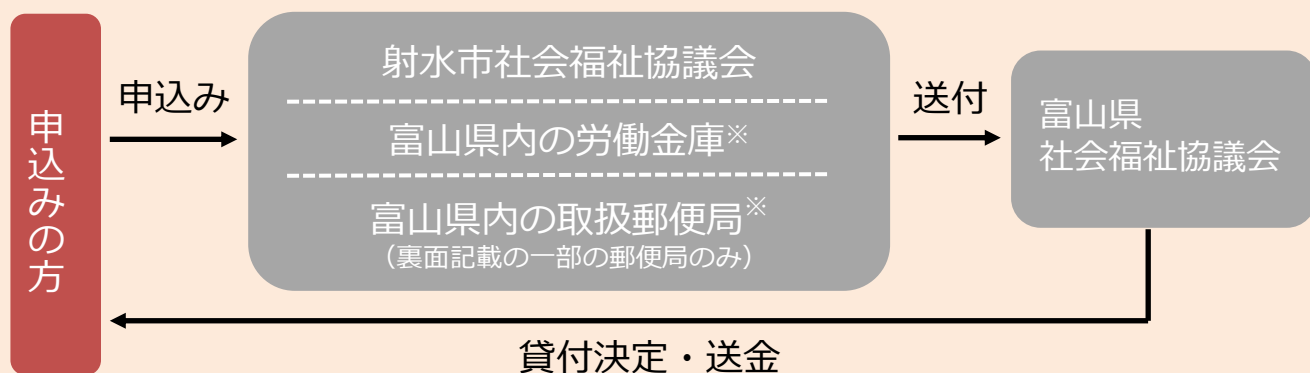 申込みの方
申込み
射水市社会福祉協議会
富山県内の労働金庫※
富山県内の取扱郵便局※
（裏面記載の一部の郵便局のみ）
送付
富山県
社会福祉協議会
貸付決定・送金